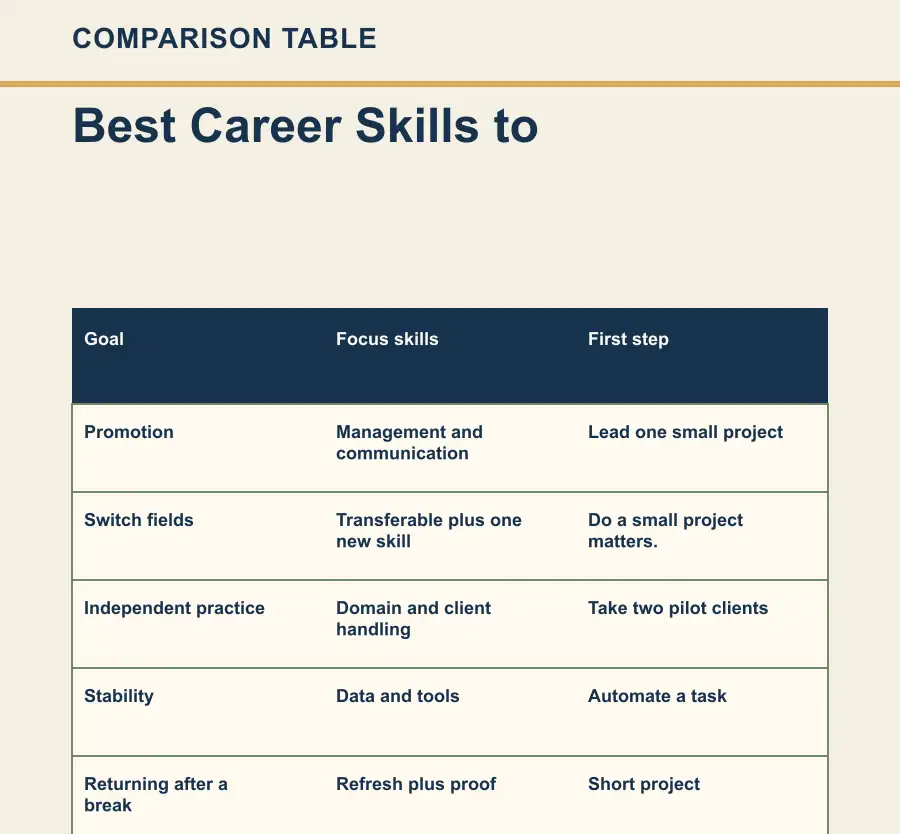 COMPARISON TABLE
Best Career Skills to
Goal Focus skills First step
Promotion Management and Lead one small project
communication
Switch fields Transferable plus one Do a small project
new skill matters.
Independent practice Domain and client Take two pilot clients
handling
Stability Data and tools Automate a task
Returning after a Refresh plus proof Short project
break